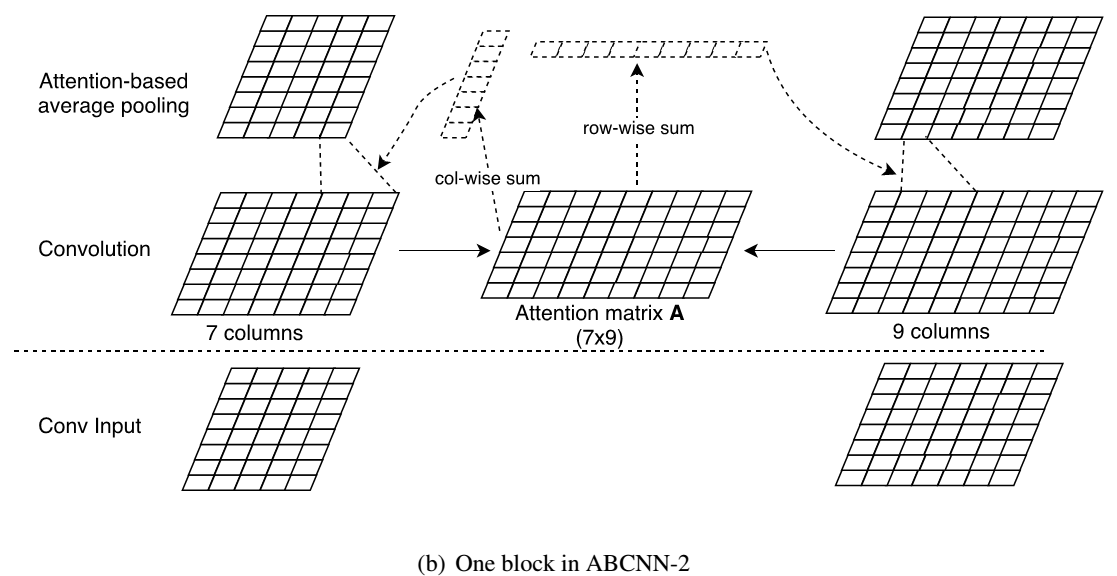 Attention-based
average pooling
row-wise sum
col-wise sum
Convolution
Attention matrix A
(7x9)
7 columns
9 columns
Conv Input
(b) One block in ABCNN-2